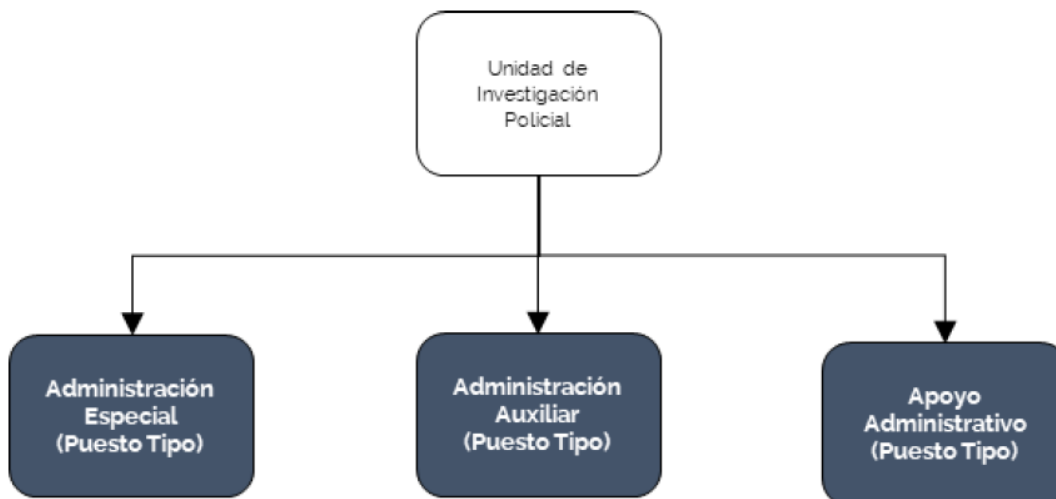 Unidad de
Investigación
Policial
Administración
Especial
(Puesto Tipo)
Administración
Auxiliar
(Puesto Tipo)
Apoyo
Administrativo
(Puesto Tipo)